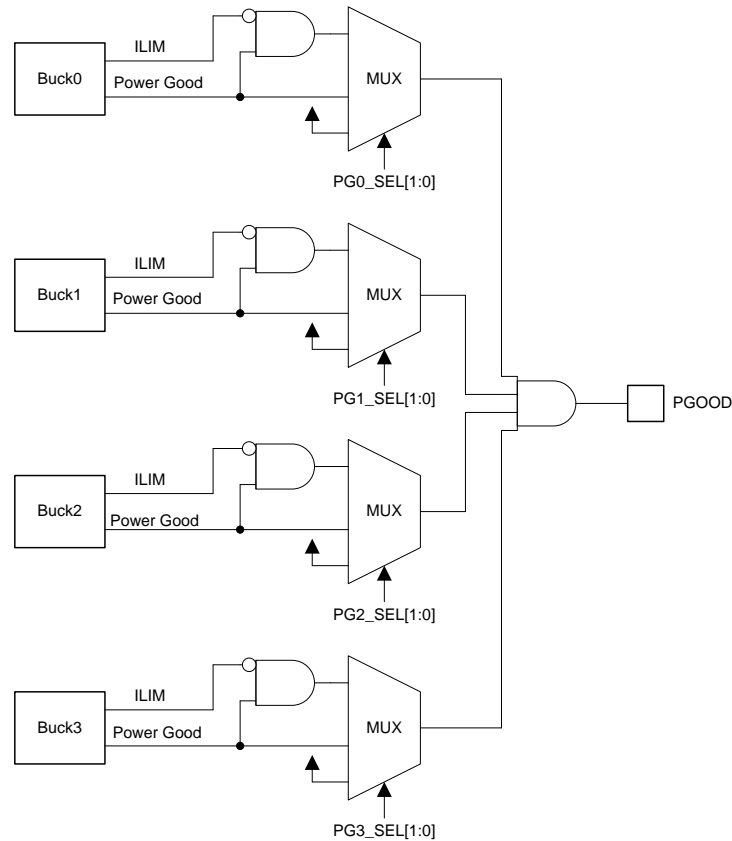 ILIM
Buck0
Power Good
MUX
PG0_SEL[1:0]
ILIM
Buck1
Power Good
MUX
PG1_SEL[1:0]
PGOOD
ILIM
Buck2
Power Good
MUX
PG2_SEL[1:0]
ILIM
Buck3
Power Good
MUX
PG3_SEL[1:0]